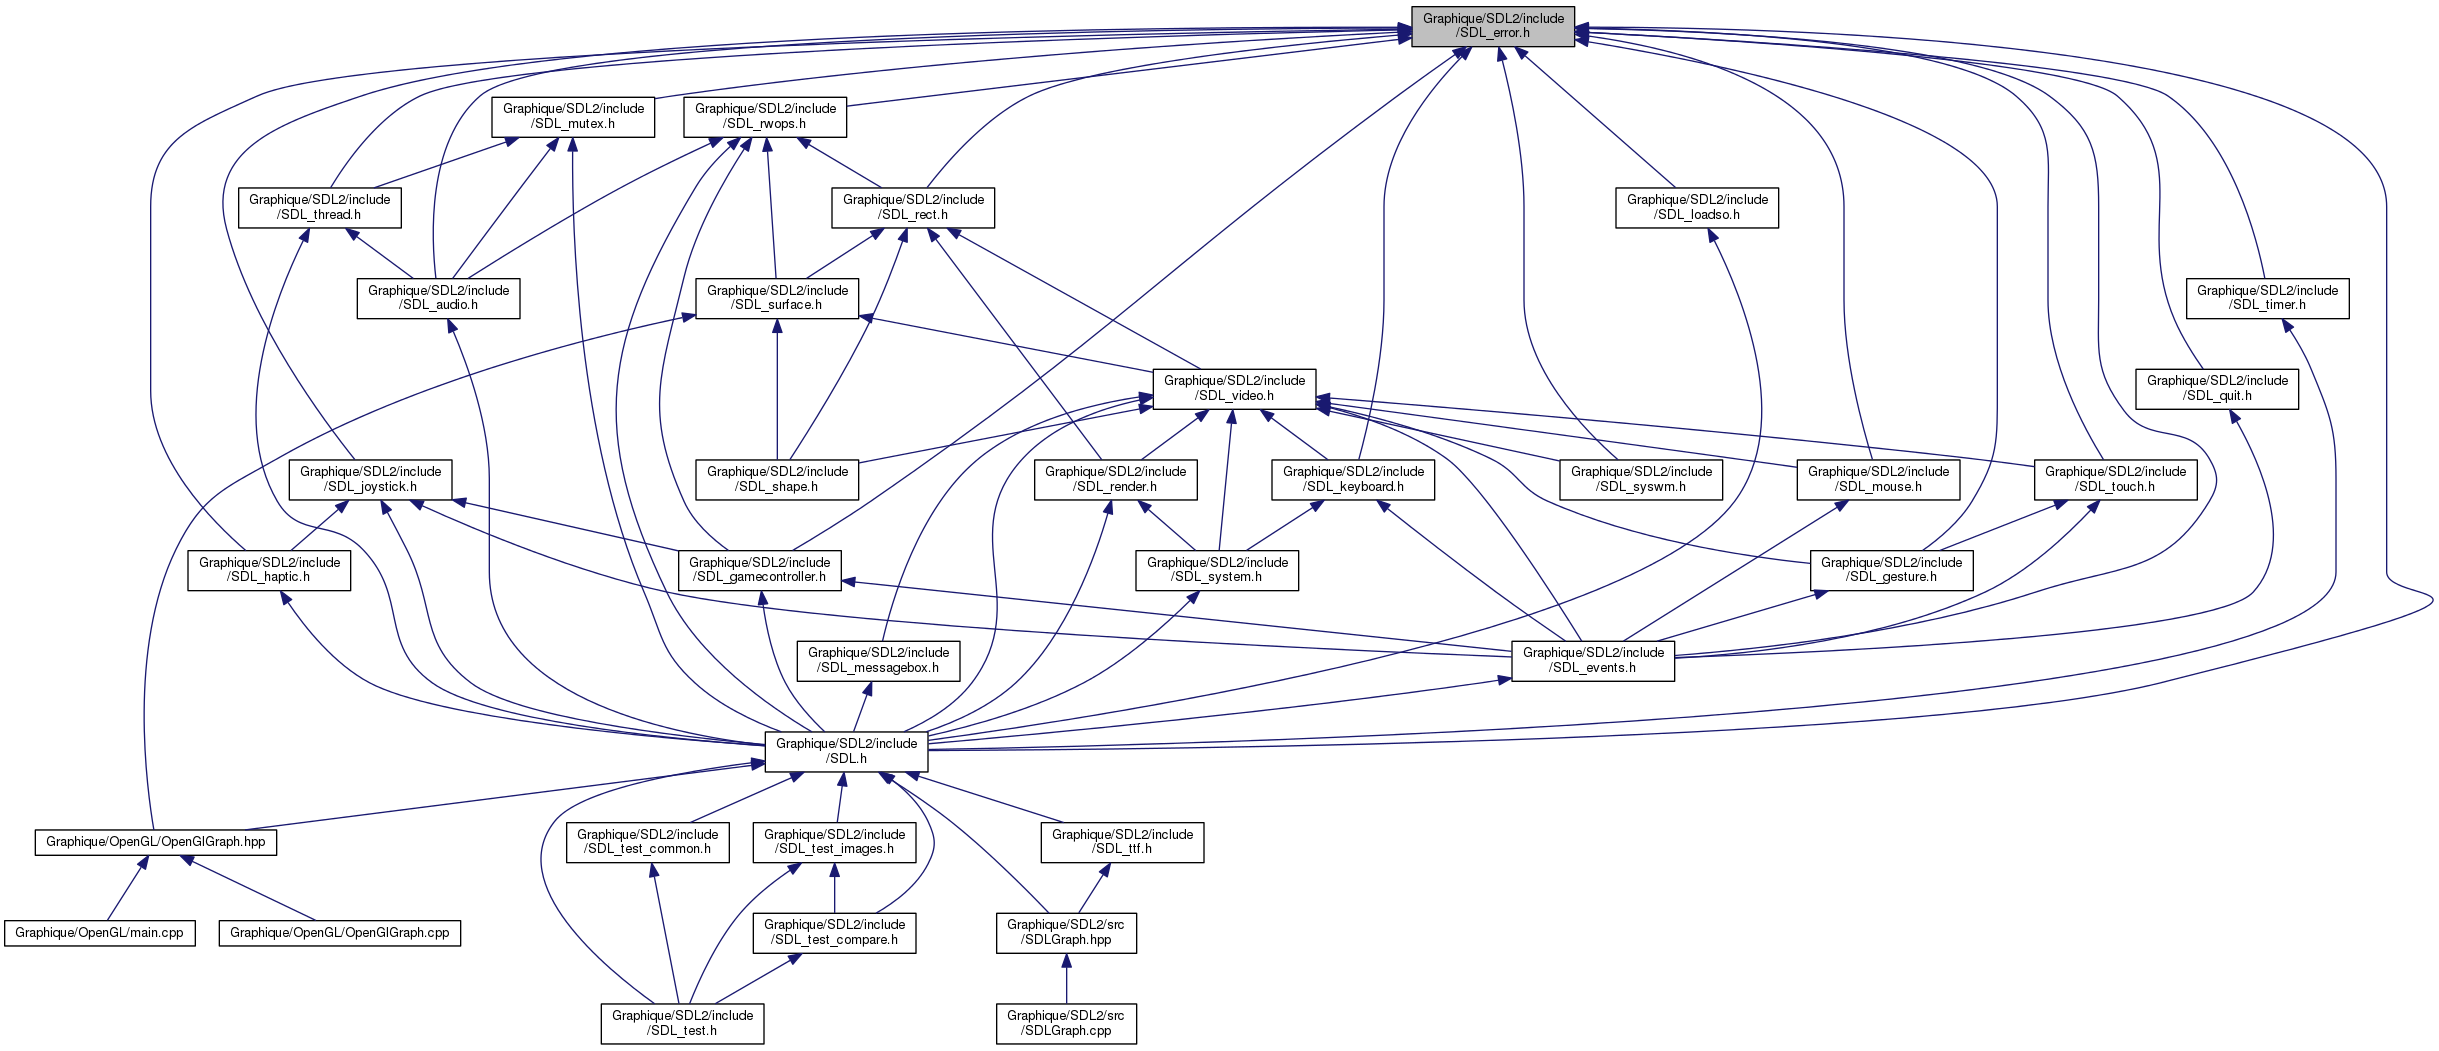 Graphique/SDL2/include
/SDL_error.h
Graphique/SDL2/include
/SDL_mutex.h
Graphique/SDL2/include
/SDL_rwops.h
Graphique/SDL2/include
/SDL_thread.h
Graphique/SDL2/include
/SDL_rect.h
Graphique/SDL2/include
/SDL_loadso.h
Graphique/SDL2/include
/SDL_audio.h
Graphique/SDL2/include
/SDL_surface.h
Graphique/SDL2/include
/SDL_timer.h
Graphique/SDL2/include
/SDL_video.h
Graphique/SDL2/include
/SDL_quit.h
Graphique/SDL2/include
/SDL_joystick.h
Graphique/SDL2/include
/SDL_shape.h
Graphique/SDL2/include
/SDL_render.h
Graphique/SDL2/include
/SDL_keyboard.h
Graphique/SDL2/include
/SDL_syswm.h
Graphique/SDL2/include
/SDL_mouse.h
Graphique/SDL2/include
/SDL_touch.h
Graphique/SDL2/include
/SDL_haptic.h
Graphique/SDL2/include
/SDL_gamecontroller.h
Graphique/SDL2/include
/SDL_system.h
Graphique/SDL2/include
/SDL_gesture.h
Graphique/SDL2/include
/SDL_messagebox.h
Graphique/SDL2/include
/SDL_events.h
Graphique/SDL2/include
/SDL.h
Graphique/OpenGL/OpenGlGraph.hpp
Graphique/SDL2/include
/SDL_test_common.h
Graphique/SDL2/include
/SDL_test_images.h
Graphique/SDL2/include
/SDL_ttf.h
Graphique/OpenGL/main.cpp
Graphique/OpenGL/OpenGlGraph.cpp
Graphique/SDL2/include
/SDL_test_compare.h
Graphique/SDL2/src
/SDLGraph.hpp
Graphique/SDL2/include
/SDL_test.h
Graphique/SDL2/src
/SDLGraph.cpp